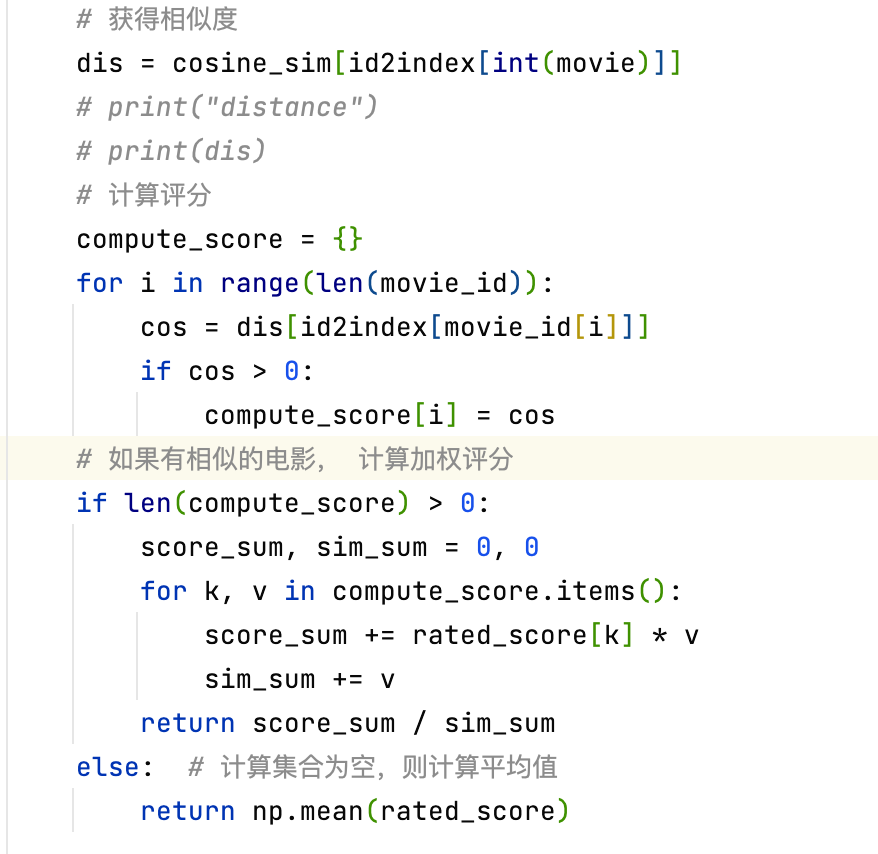 # 获得相似度
dis = cosine_sim[id2index[int(movie)]]
# print("distance")
# print(dis)
# 计算评分
compute_score = {}
for i in range(len(movie_id)):
    cos = dis[id2index[movie_id[i]]]
    if cos > 0:
        compute_score[i] = cos
# 如果有相似的电影， 计算加权评分
if len(compute_score) > 0:
    score_sum, sim_sum = 0, 0
    for k, v in compute_score.items():
        score_sum += rated_score[k] * v
        sim_sum += v
    return score_sum / sim_sum
else:  # 计算集合为空，则计算平均值
    return np.mean(rated_score)